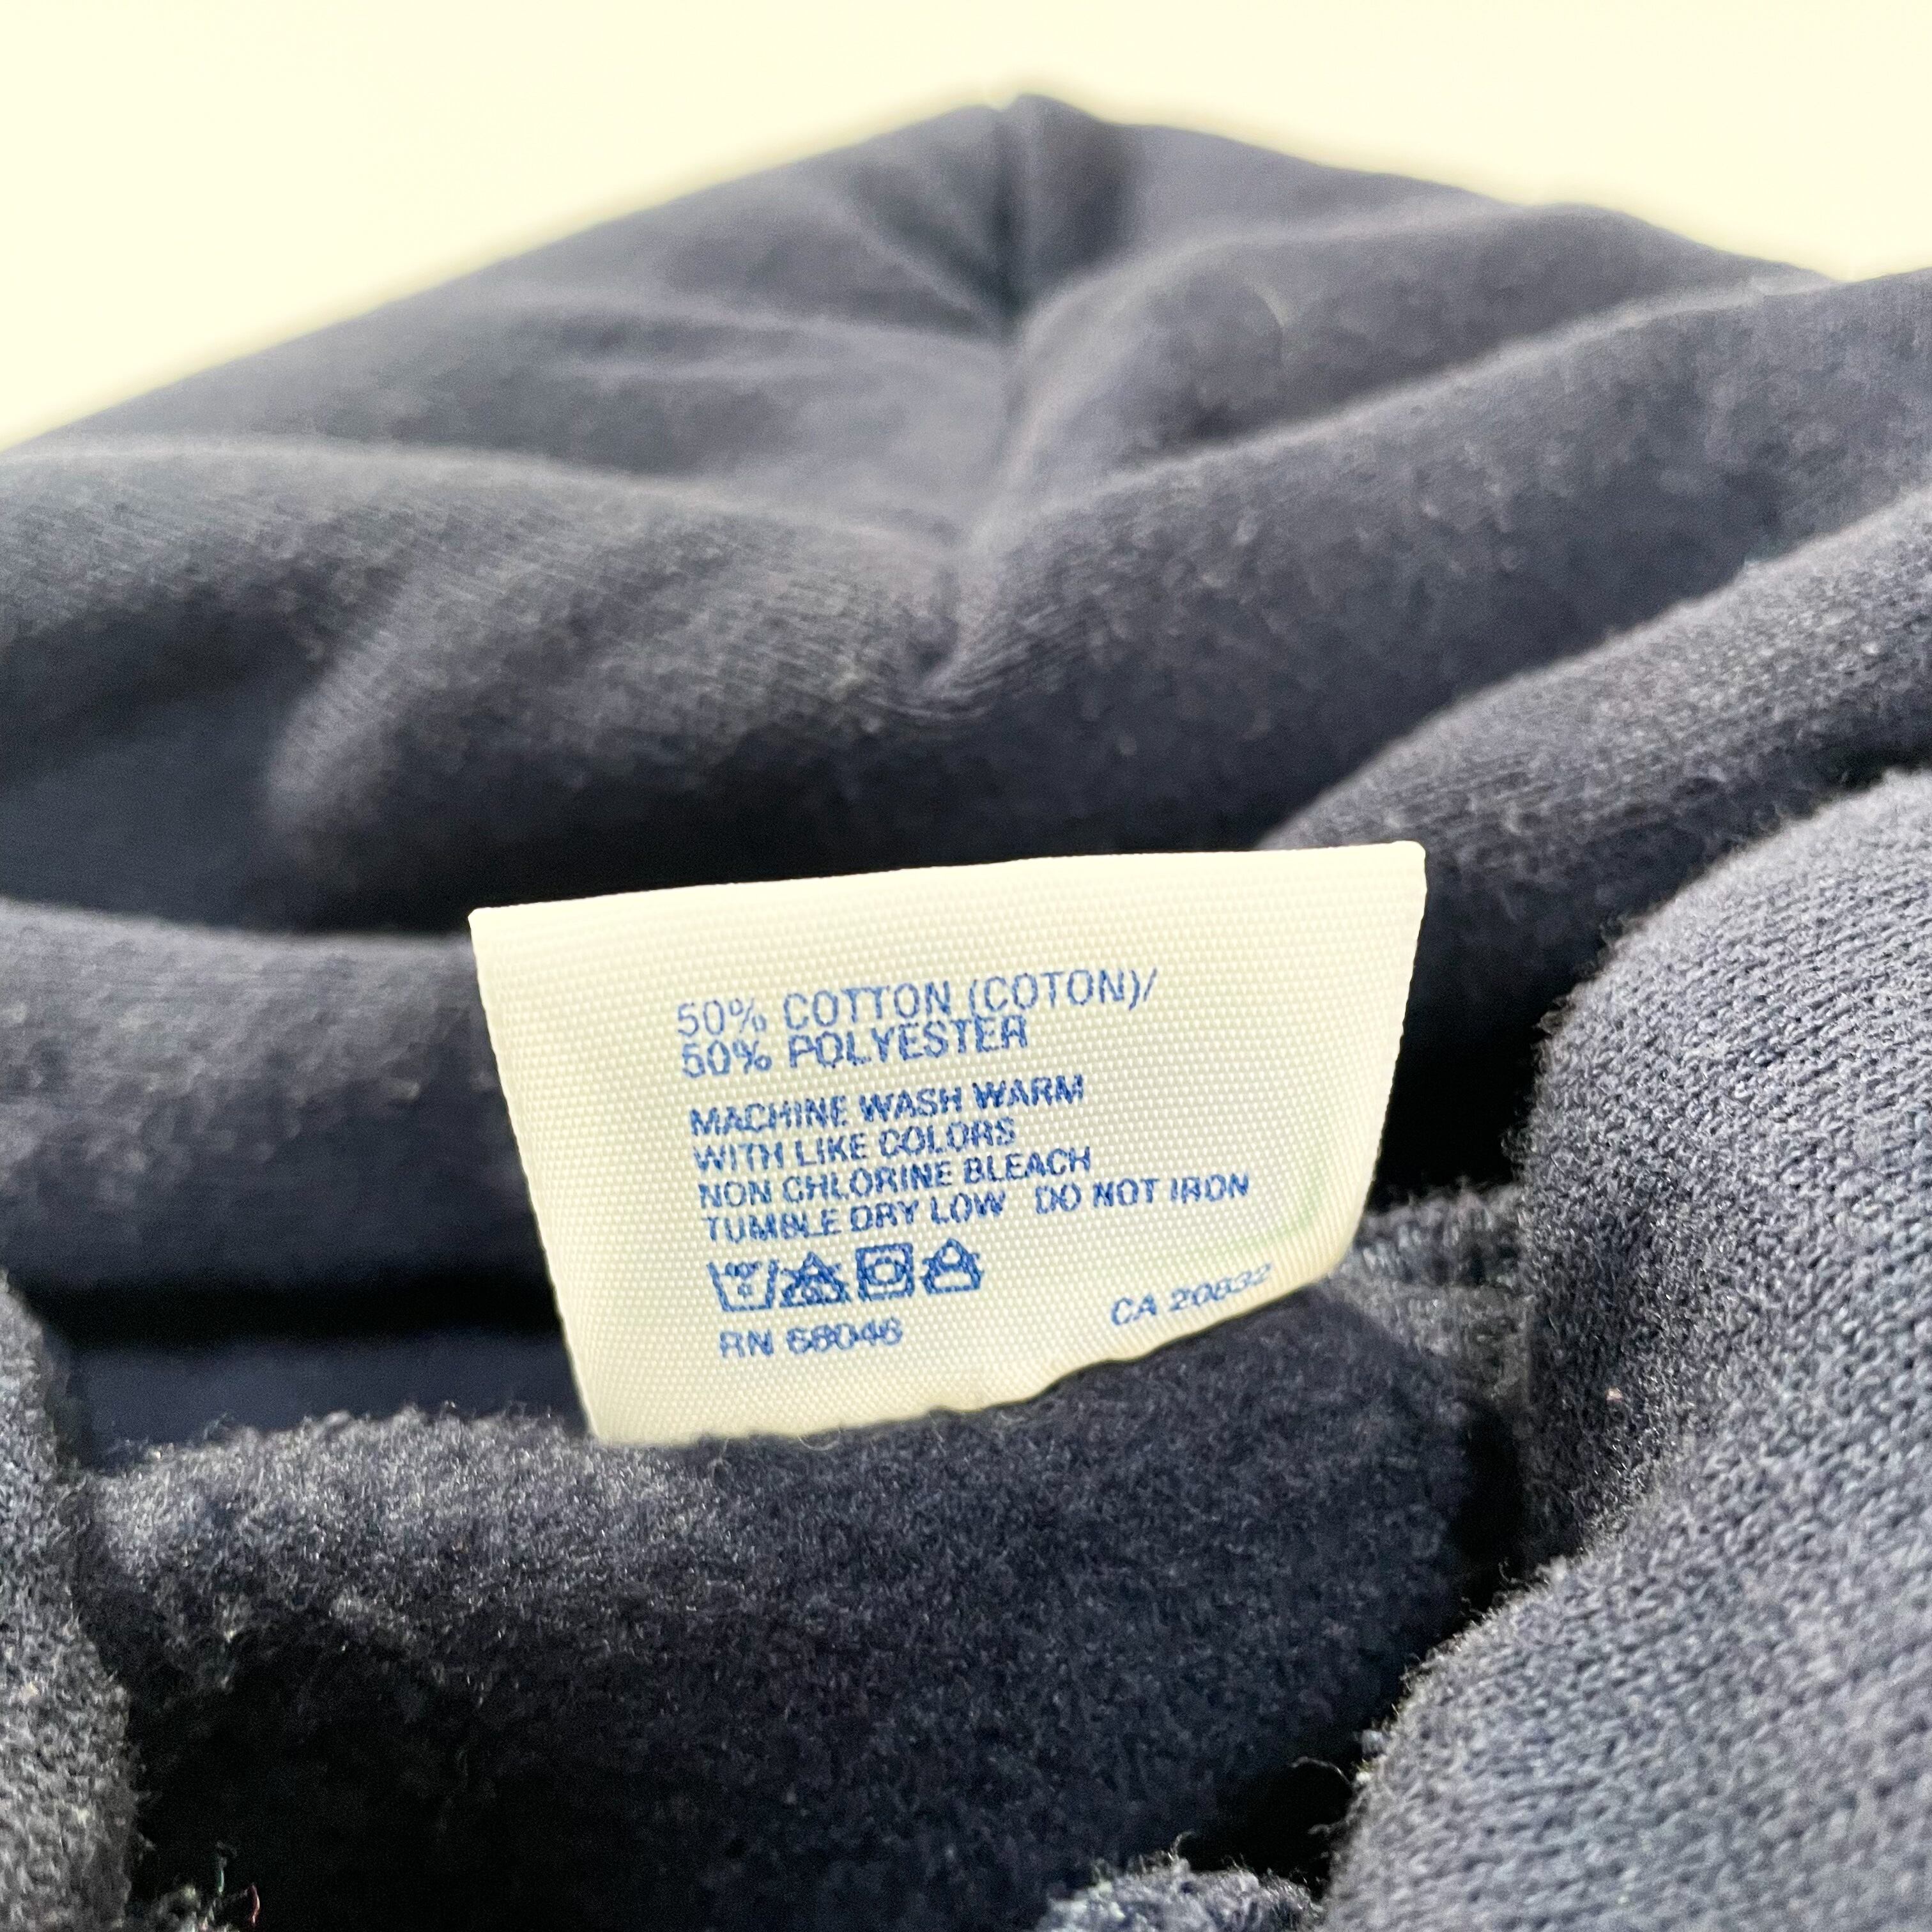 50% COTTON (COTON)/
50% POLYESTER
MACHINE WASH WARM
WITH LIKE COLORS
NON CHLORINE BLEACH
TUMBLE DRY LOW DO NOT IRON
RN 68046
CA 20832